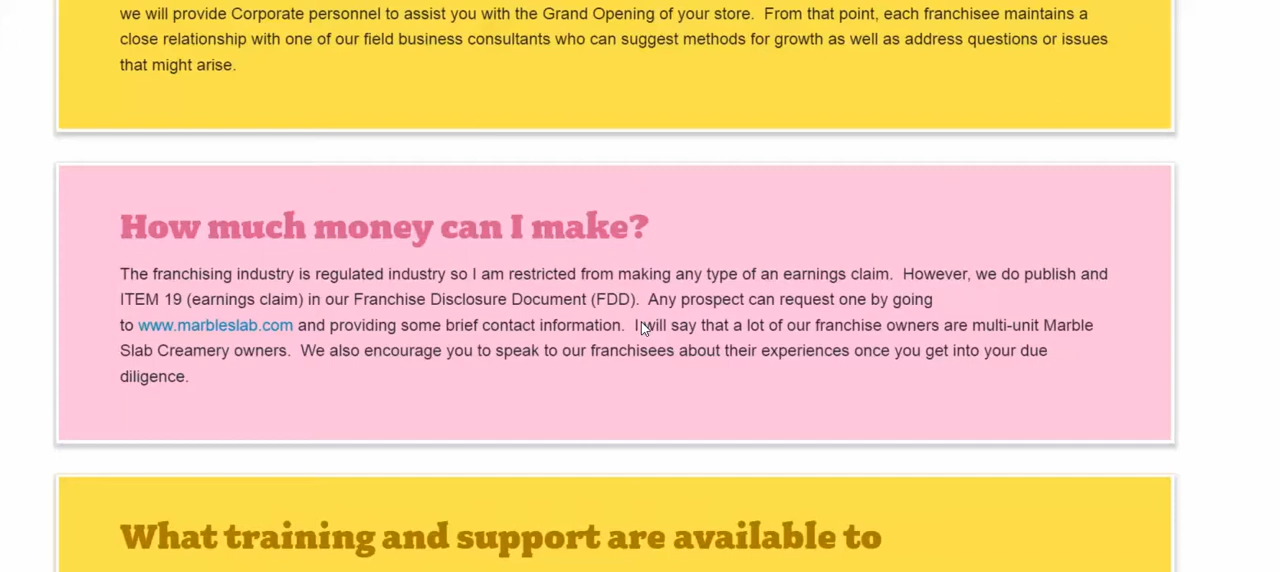 we will provide Corporate personnel to assist you with the Grand Opening of your store.  From that point, each franchisee maintains a
close relationship with one of our field business consultants who can suggest methods for growth as well as address questions or issues
that might arise.
How much money can I make?
The franchising industry is regulated industry so I am restricted from making any type of an earnings claim.  However, we do publish and
ITEM 19 (earnings claim) in our Franchise Disclosure Document (FDD).  Any prospect can request one by going
to www.marbleslab.com and providing some brief contact information.  I will say that a lot of our franchise owners are multi-unit Marble
Slab Creamery owners.  We also encourage you to speak to our franchisees about their experiences once you get into your due
diligence.
What training and support are available to